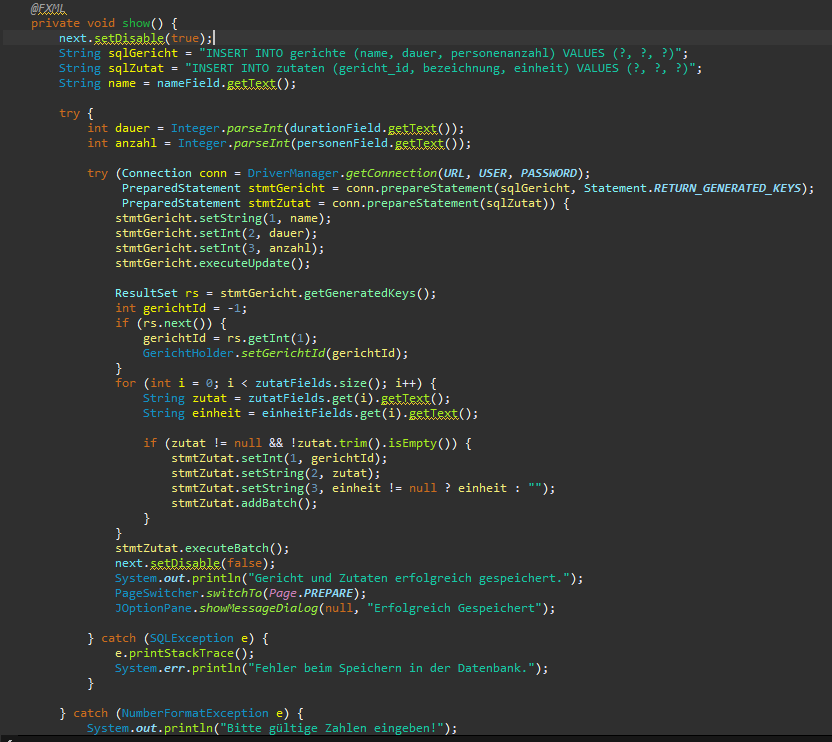 @FXML
private void show() {
next.setDisable(true);
String sqlGericht = "INSERT INTO gerichte (name, dauer, personenanzahl) VALUES (?, ?, ?)";
String sqlZutat = "INSERT INTO zutaten (gericht_id, bezeichnung, einheit) VALUES (?, ?, ?)";
String name = nameField.getText();
try {
int dauer = Integer.parseInt(durationField.getText());
int anzahl = Integer.parseInt(personenField.getText());
try (Connection conn = DriverManager.getConnection(URL, USER, PASSWORD);
PreparedStatement stmtGericht = conn.prepareStatement(sqlGericht, Statement.RETURN_GENERATED_KEYS);
PreparedStatement stmtZutat = conn.prepareStatement(sqlZutat)) {
stmtGericht.setString(1, name);
stmtGericht.setInt(2, dauer);
stmtGericht.setInt(3, anzahl);
stmtGericht.executeUpdate();
ResultSet rs = stmtGericht.getGeneratedKeys();
int gerichtId = -1;
if (rs.next()) {
gerichtId = rs.getInt(1);
GerichtHolder.setGerichtId(gerichtId);
}
for (int i = 0; i < zutatFields.size(); i++) {
String zutat = zutatFields.get(i).getText();
String einheit = einheitFields.get(i).getText();
if (zutat != null && !zutat.trim().isEmpty()) {
stmtZutat.setInt(1, gerichtId);
stmtZutat.setString(2, zutat);
stmtZutat.setString(3, einheit != null ? einheit : "");
stmtZutat.addBatch();
}
}
stmtZutat.executeBatch();
next.setDisable(false);
System.out.println("Gericht und Zutaten erfolgreich gespeichert.");
PageSwitcher.switchTo(Page.PREPARE);
JOptionPane.showMessageDialog(null, "Erfolgreich Gespeichert");
} catch (SQLException e) {
e.printStackTrace();
System.err.println("Fehler beim Speichern in der Datenbank.");
}
} catch (NumberFormatException e) {
System.out.println("Bitte gültige Zahlen eingeben!");